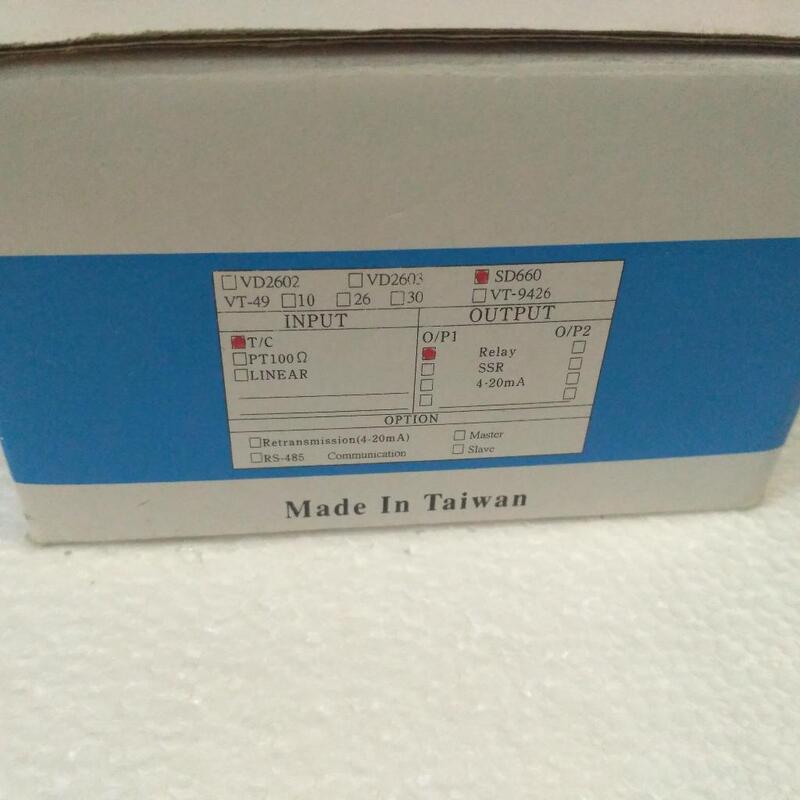 VD2602 VD2603 SD660
VT-49 10 26 30 VT-9426
INPUT OUTPUT
T/C O/P1 O/P2
PT100Ω Relay
LINEAR SSR
4-20mA
OPTION
Retransmission(4-20mA) Master
RS-485 Communication Slave
Made In Taiwan